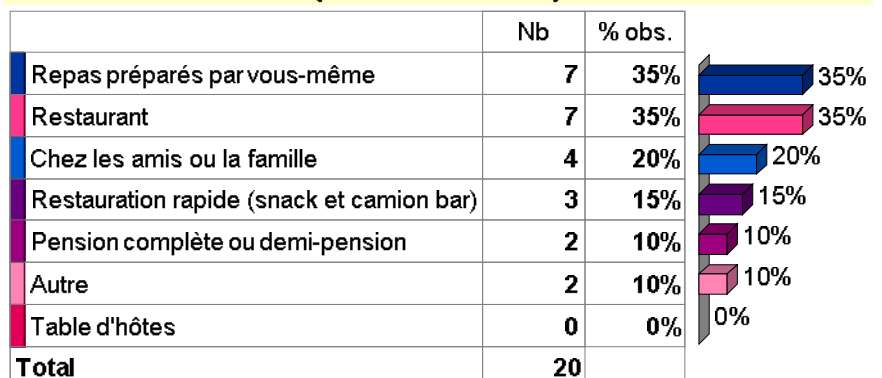 Nb % obs.
Repas préparés par vous-même 7 35% 35%
Restaurant 7 35% 35%
Chez les amis ou la famille 4 20% 20%
Restauration rapide (snack et camion bar) 3 15% 15%
Pension complète ou demi-pension 2 10% 10%
Autre 2 10% 10%
Table d'hôtes 0 0% 0%
Total 20